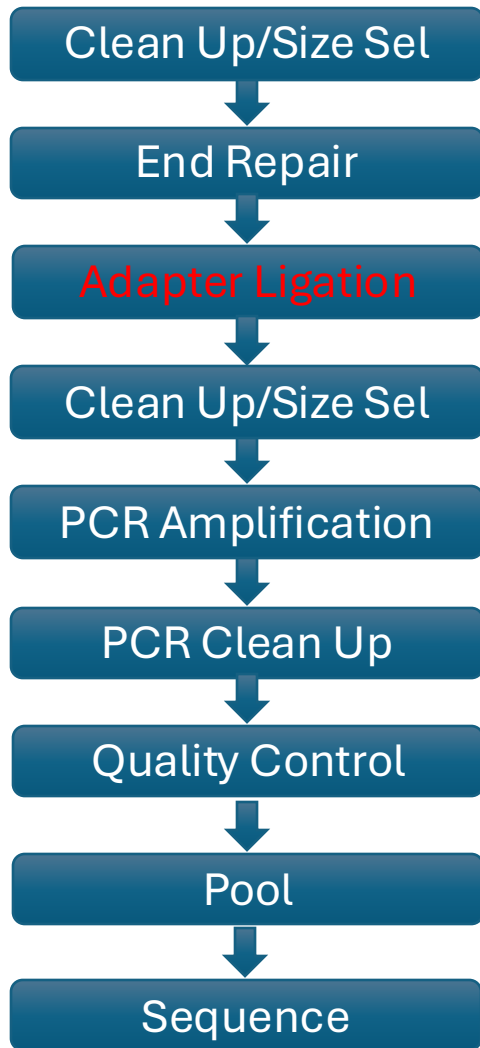 Clean Up/Size Sel
End Repair
Adapter Ligation
Clean Up/Size Sel
PCR Amplification
PCR Clean Up
Quality Control
Pool
Sequence